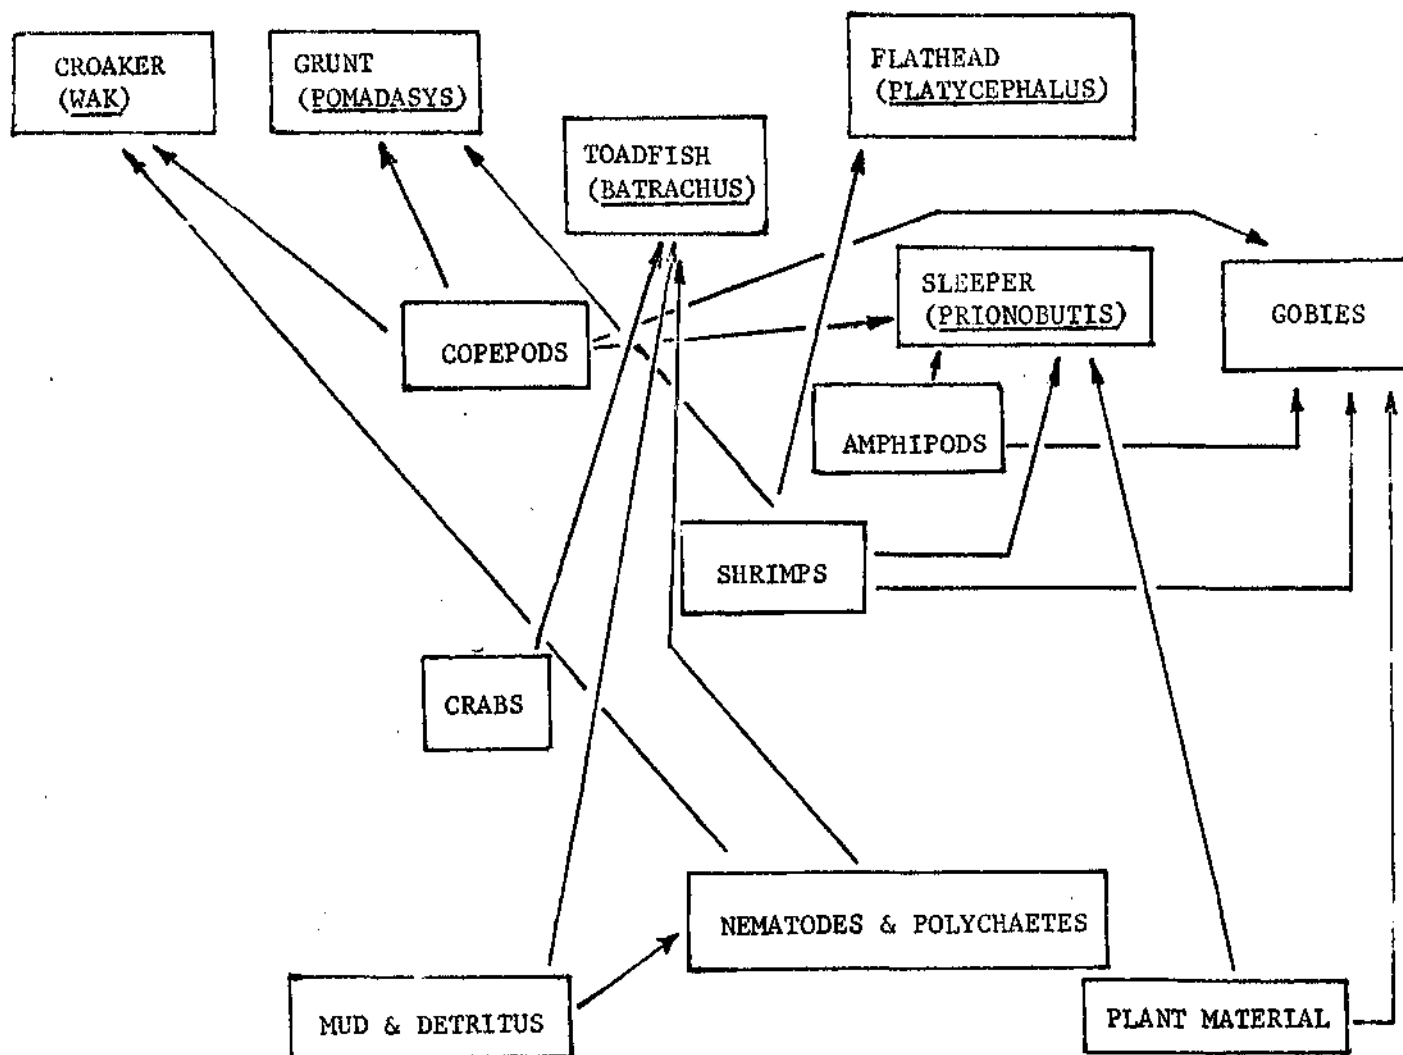 CROAKER
(WAK)
GRUNT
(POMADASYS)
FLATHEAD
(PLATYCEPHALUS)
TOADFISH
(BATRACHUS)
SLEEPER
(PRIONOBUTIS)
GOBIES
COPEPODS
AMPHIPODS
SHRIMPS
CRABS
NEMATODES & POLYCHAETES
MUD & DETRITUS
PLANT MATERIAL